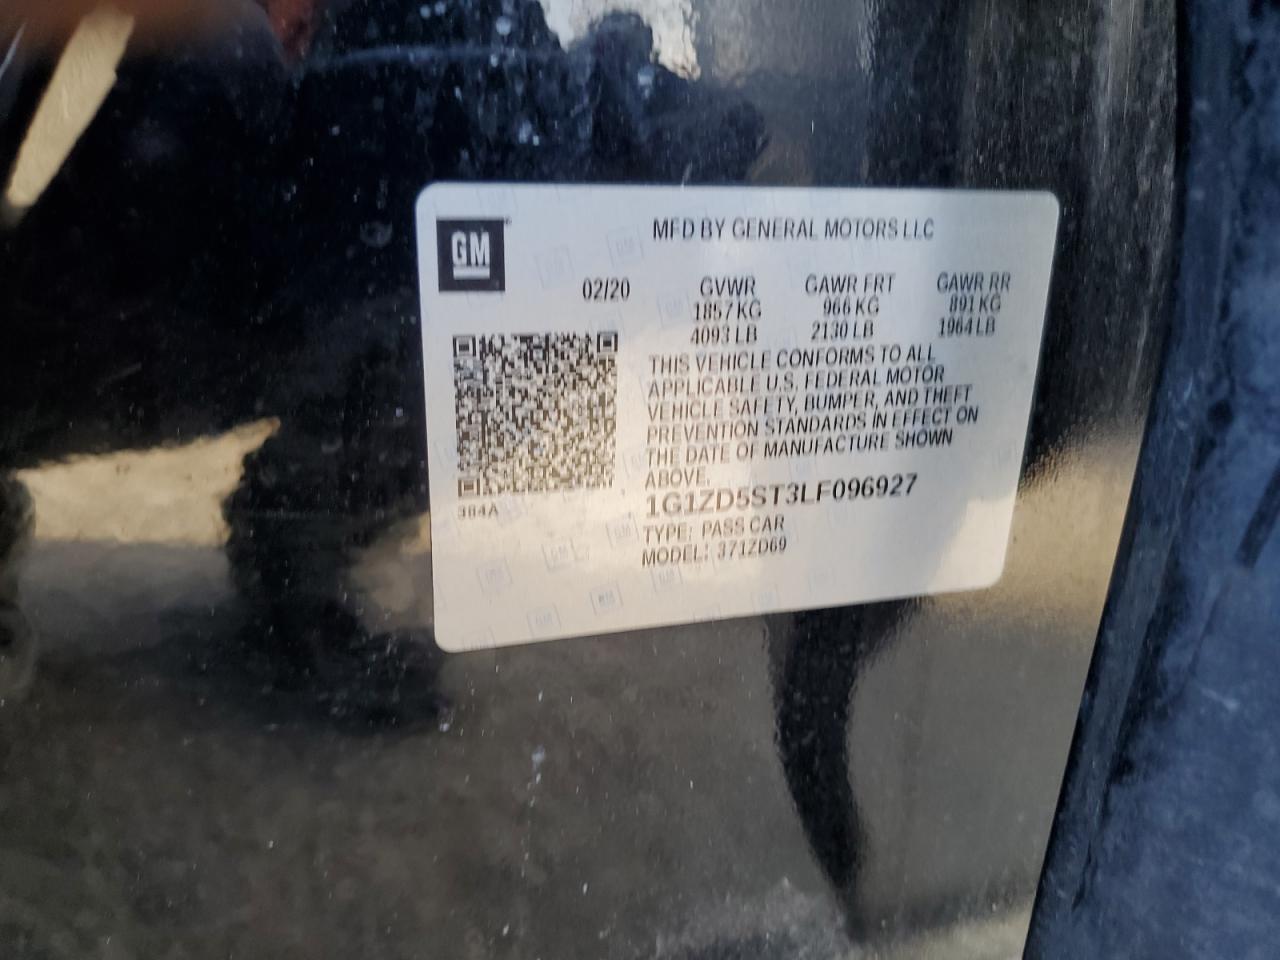 GM
MFD BY GENERAL MOTORS LLC
02/20 GVWR GAWR FRT GAWR RR
1857 KG 966 KG 891 KG
4093 LB 2130 LB 1964 LB
THIS VEHICLE CONFORMS TO ALL
APPLICABLE U.S. FEDERAL MOTOR
VEHICLE SAFETY, BUMPER, AND THEFT
PREVENTION STANDARDS IN EFFECT ON
THE DATE OF MANUFACTURE SHOWN
ABOVE.
1G1ZD5ST3LF096927
384A
TYPE: PASS CAR
MODEL: 371ZD69